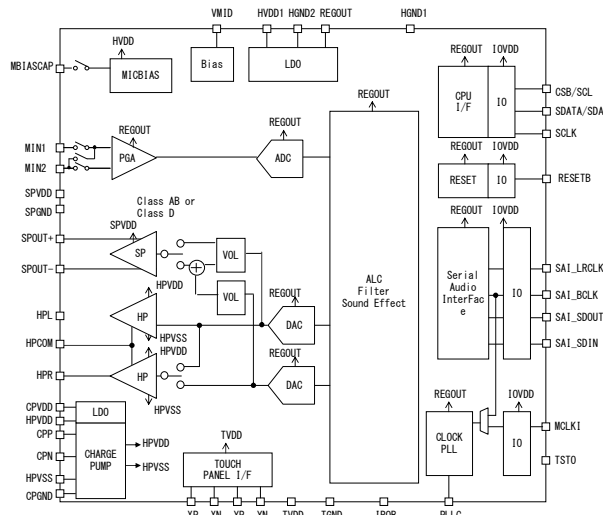 VMID
HVDD1
HGND2
REGOUT
HGND1
HVDD
MBIASCAP
MICBIAS
Bias
LDO
REGOUT
IOVDD
CPU
I/F
IO
CSB/SCL
SDATA/SDA
SCLK
REGOUT
REGOUT
REGOUT
MIN1
MIN2
PGA
ADC
REGOUT
IOVDD
RESET
IO
RESETB
SPVDD
SPGND
Class AB or
Class D
SPVDD
SPOUT+
SPOUT-
SP
VOL
VOL
REGOUT
IOVDD
Serial
Audio
InterFac
e
IO
SAI_LRCLK
SAI_BCLK
SAI_SDOUT
SAI_SDIN
ALC
Filter
Sound Effect
HPVDD
REGOUT
HPL
HP
DAC
HPVSS
HPVDD
REGOUT
HPCOM
HPR
HP
DAC
HPVSS
CPVDD
HPVDD
CPP
CPN
HPVSS
CPGND
LDO
CHARGE
PUMP
HPVDD
HPVSS
TVDD
TOUCH
PANEL I/F
REGOUT
IOVDD
CLOCK
PLL
IO
MCLKI
TSTO
TVDD
TGND
PLLC